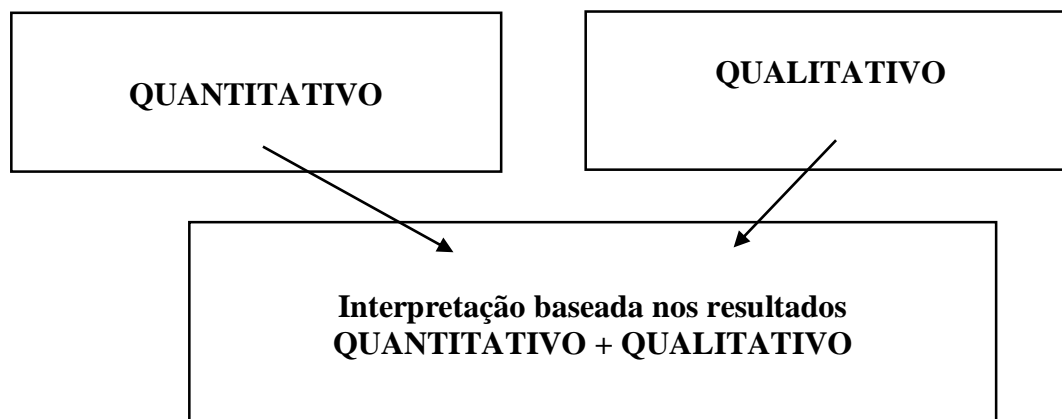 QUANTITATIVO
QUALITATIVO
Interpretação baseada nos resultados
QUANTITATIVO + QUALITATIVO